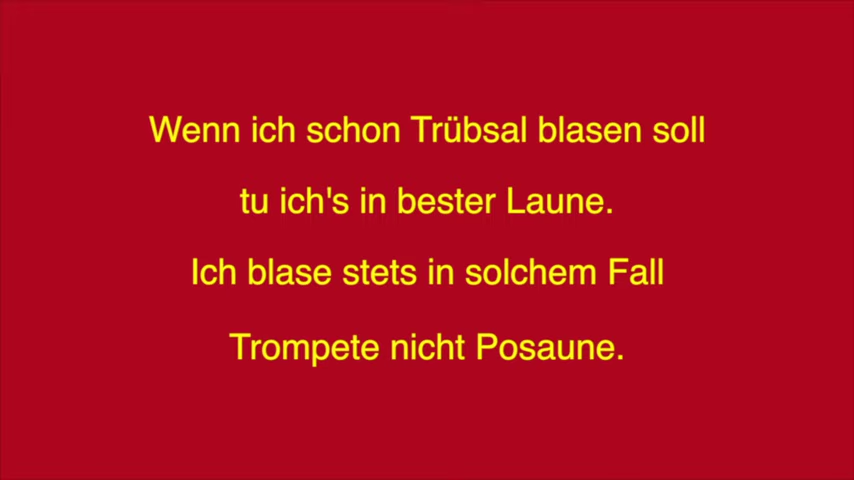 Wenn ich schon Trübsal blasen soll
tu ich's in bester Laune.
Ich blase stets in solchem Fall
Trompete nicht Posaune.